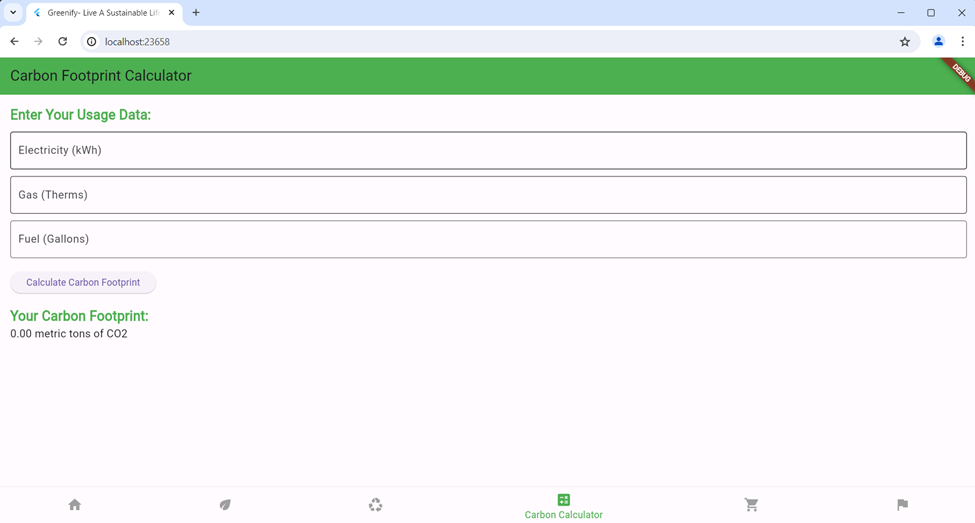 Greenify- Live A Sustainable Life
localhost:23658
Carbon Footprint Calculator
DEBUG
Enter Your Usage Data:
Electricity (kWh)
Gas (Therms)
Fuel (Gallons)
Calculate Carbon Footprint
Your Carbon Footprint:
0.00 metric tons of CO2
Carbon Calculator